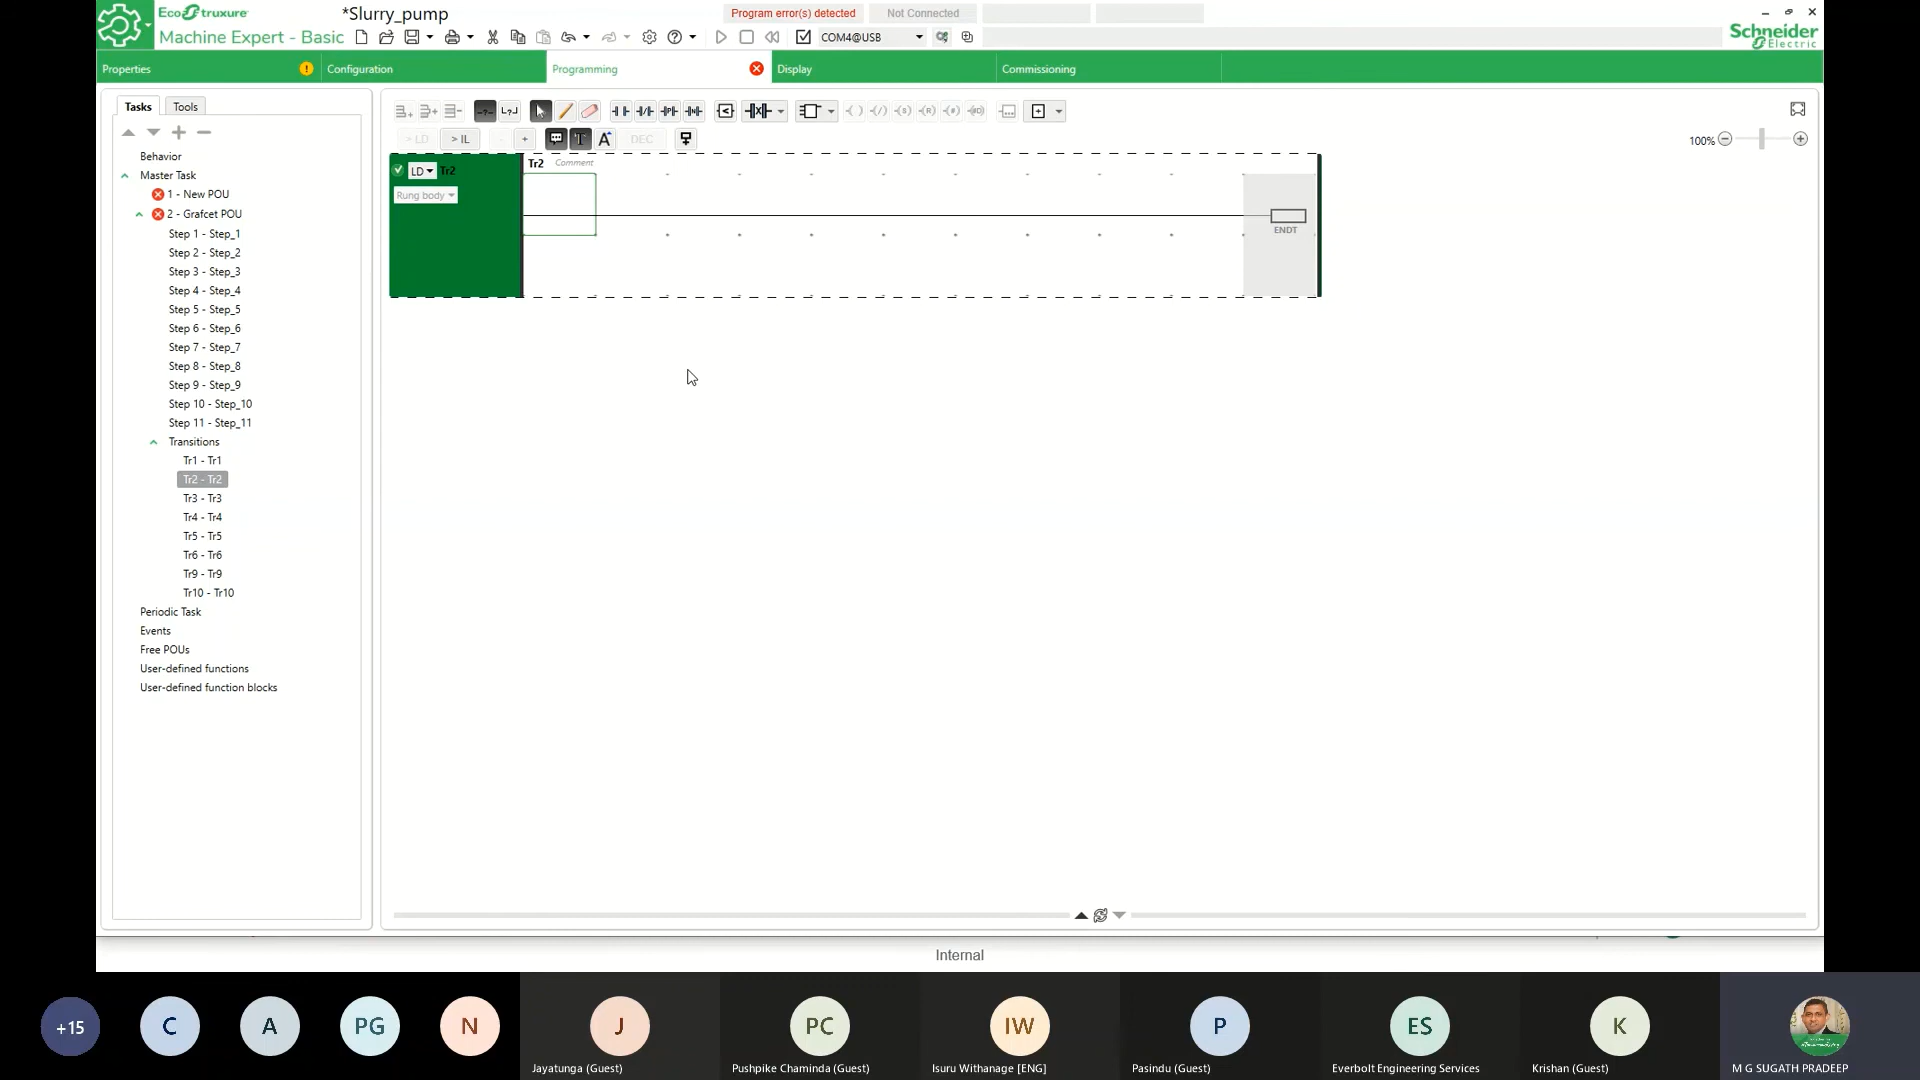 EcoStruxure
Machine Expert - Basic
*Slurry_pump
Program error(s) detected
Not Connected
COM4@USB
Schneider
Electric
Properties
Configuration
Programming
Display
Commissioning
Tasks
Tools
> LD
> IL
DEC
100%
Behavior
Master Task
1 - New POU
2 - Grafcet POU
Step 1 - Step_1
Step 2 - Step_2
Step 3 - Step_3
Step 4 - Step_4
Step 5 - Step_5
Step 6 - Step_6
Step 7 - Step_7
Step 8 - Step_8
Step 9 - Step_9
Step 10 - Step_10
Step 11 - Step_11
Transitions
Tr1 - Tr1
Tr2 - Tr2
Tr3 - Tr3
Tr4 - Tr4
Tr5 - Tr5
Tr6 - Tr6
Tr9 - Tr9
Tr10 - Tr10
Periodic Task
Events
Free POUs
User-defined functions
User-defined function blocks
LD Tr2
Rung body
Tr2 Comment
ENDT
Internal
+15
C
A
PG
N
J
PC
IW
P
ES
K
Jayatunga (Guest)
Pushpike Chaminda (Guest)
Isuru Withanage [ENG]
Pasindu (Guest)
Everbolt Engineering Services
Krishan (Guest)
M G SUGATH PRADEEP